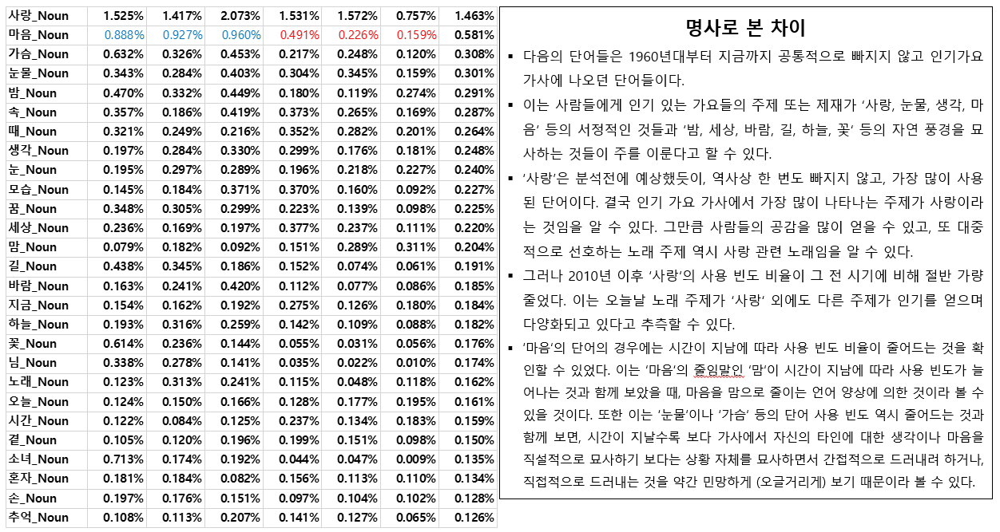 사랑_Noun 1.525% 1.417% 2.073% 1.531% 1.572% 0.757% 1.463%
마음_Noun 0.888% 0.927% 0.960% 0.491% 0.226% 0.159% 0.581%
가슴_Noun 0.632% 0.326% 0.453% 0.217% 0.248% 0.120% 0.308%
눈물_Noun 0.343% 0.284% 0.403% 0.304% 0.345% 0.159% 0.301%
밤_Noun 0.470% 0.332% 0.449% 0.180% 0.119% 0.274% 0.291%
속_Noun 0.357% 0.186% 0.419% 0.373% 0.265% 0.169% 0.287%
때_Noun 0.321% 0.249% 0.216% 0.352% 0.282% 0.201% 0.264%
생각_Noun 0.197% 0.284% 0.330% 0.299% 0.176% 0.181% 0.248%
눈_Noun 0.195% 0.297% 0.289% 0.196% 0.218% 0.227% 0.240%
모습_Noun 0.145% 0.184% 0.371% 0.370% 0.160% 0.092% 0.227%
꿈_Noun 0.348% 0.305% 0.299% 0.223% 0.139% 0.098% 0.225%
세상_Noun 0.236% 0.169% 0.197% 0.377% 0.237% 0.111% 0.220%
맘_Noun 0.079% 0.182% 0.092% 0.151% 0.289% 0.311% 0.204%
길_Noun 0.438% 0.345% 0.186% 0.152% 0.074% 0.061% 0.191%
바람_Noun 0.163% 0.241% 0.420% 0.112% 0.077% 0.086% 0.185%
지금_Noun 0.154% 0.162% 0.192% 0.275% 0.126% 0.180% 0.184%
하늘_Noun 0.193% 0.316% 0.259% 0.142% 0.109% 0.088% 0.182%
꽃_Noun 0.614% 0.236% 0.144% 0.055% 0.031% 0.056% 0.176%
님_Noun 0.338% 0.278% 0.141% 0.035% 0.022% 0.010% 0.174%
노래_Noun 0.123% 0.313% 0.241% 0.115% 0.048% 0.118% 0.162%
오늘_Noun 0.124% 0.150% 0.166% 0.128% 0.177% 0.195% 0.161%
시간_Noun 0.122% 0.084% 0.125% 0.237% 0.134% 0.183% 0.159%
곁_Noun 0.105% 0.120% 0.196% 0.199% 0.151% 0.098% 0.150%
소녀_Noun 0.713% 0.174% 0.192% 0.044% 0.047% 0.009% 0.135%
혼자_Noun 0.181% 0.184% 0.082% 0.156% 0.113% 0.110% 0.134%
손_Noun 0.197% 0.176% 0.151% 0.097% 0.104% 0.102% 0.128%
추억_Noun 0.108% 0.113% 0.207% 0.141% 0.127% 0.065% 0.126%
명사로 본 차이
▪ 다음의 단어들은 1960년대부터 지금까지 공통적으로 빠지지 않고 인기가요
가사에 나오던 단어들이다.
▪ 이는 사람들에게 인기 있는 가요들의 주제 또는 제재가 '사랑, 눈물, 생각, 마
음' 등의 서정적인 것들과 '밤, 세상, 바람, 길, 하늘, 꽃' 등의 자연 풍경을 묘
사하는 것들이 주를 이룬다고 할 수 있다.
▪ '사랑'은 분석전에 예상했듯이, 역사상 한 번도 빠지지 않고, 가장 많이 사용
된 단어이다. 결국 인기 가요 가사에서 가장 많이 나타나는 주제가 사랑이라
는 것임을 알 수 있다. 그만큼 사람들의 공감을 많이 얻을 수 있고, 또 대중
적으로 선호하는 노래 주제 역시 사랑 관련 노래임을 알 수 있다.
▪ 그러나 2010년 이후 '사랑'의 사용 빈도 비율이 그 전 시기에 비해 절반 가량
줄었다. 이는 오늘날 노래 주제가 '사랑' 외에도 다른 주제가 인기를 얻으며
다양화되고 있다고 추측할 수 있다.
▪ '마음'의 단어의 경우에는 시간이 지남에 따라 사용 빈도 비율이 줄어드는 것을 확
인할 수 있었다. 이는 '마음'의 줄임말인 '맘'이 시간이 지남에 따라 사용 빈도가 늘
어나는 것과 함께 보았을 때, 마음을 맘으로 줄이는 언어 양상에 의한 것이라 볼 수
있을 것이다. 또한 이는 '눈물'이나 '가슴' 등의 단어 사용 빈도 역시 줄어드는 것과
함께 보면, 시간이 지날수록 보다 가사에서 자신의 타인에 대한 생각이나 마음을
직설적으로 묘사하기 보다는 상황 자체를 묘사하면서 간접적으로 드러내려 하거나,
직접적으로 드러내는 것을 약간 민망하게 (오글거리게) 보기 때문이라 볼 수 있다.